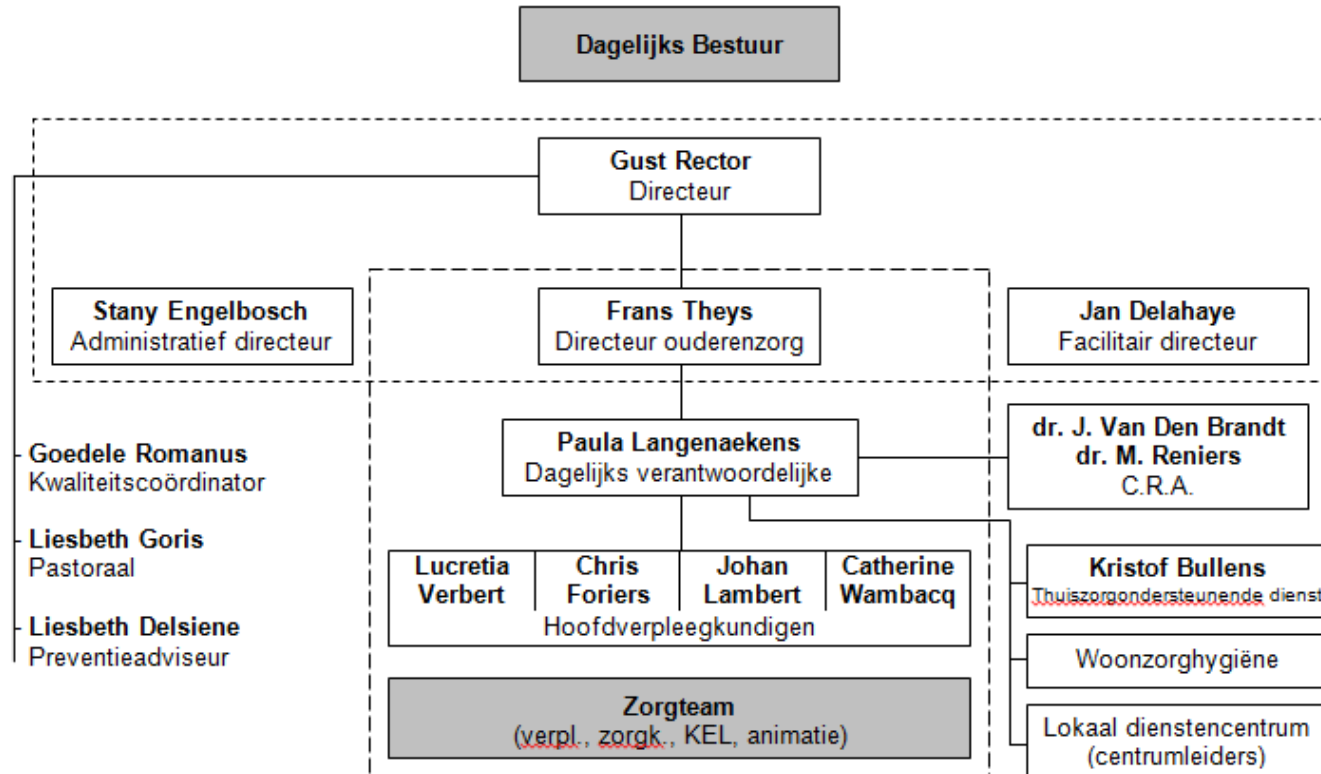 Dagelijks Bestuur
Gust Rector
Directeur
Stany Engelbosch
Administratief directeur
Frans Theys
Directeur ouderenzorg
Jan Delahaye
Facilitair directeur
Goedele Romanus
Kwaliteitscoördinator
Liesbeth Goris
Pastoraal
Liesbeth Delsiene
Preventieadviseur
Paula Langenaekens
Dagelijks verantwoordelijke
dr. J. Van Den Brandt
dr. M. Reniers
C.R.A.
Lucretia
Verbert
Chris
Foriers
Johan
Lambert
Catherine
Wambacq
Hoofdverpleegkundigen
Kristof Bullens
Thuiszorgondersteunende dienst
Woonzorghygiëne
Lokaal dienstencentrum
(centrumleiders)
Zorgteam
(verpl., zorgk., KEL, animatie)